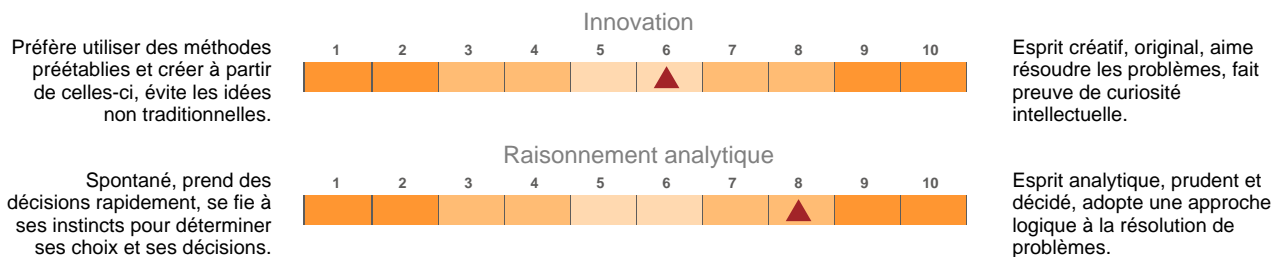 Innovation
Préfère utiliser des méthodes
préétablies et créer à partir
de celles-ci, évite les idées
non traditionnelles.
1 2 3 4 5 6 7 8 9 10
Esprit créatif, original, aime
résoudre les problèmes, fait
preuve de curiosité
intellectuelle.
Raisonnement analytique
Spontané, prend des
décisions rapidement, se fie à
ses instincts pour déterminer
ses choix et ses décisions.
1 2 3 4 5 6 7 8 9 10
Esprit analytique, prudent et
décidé, adopte une approche
logique à la résolution de
problèmes.